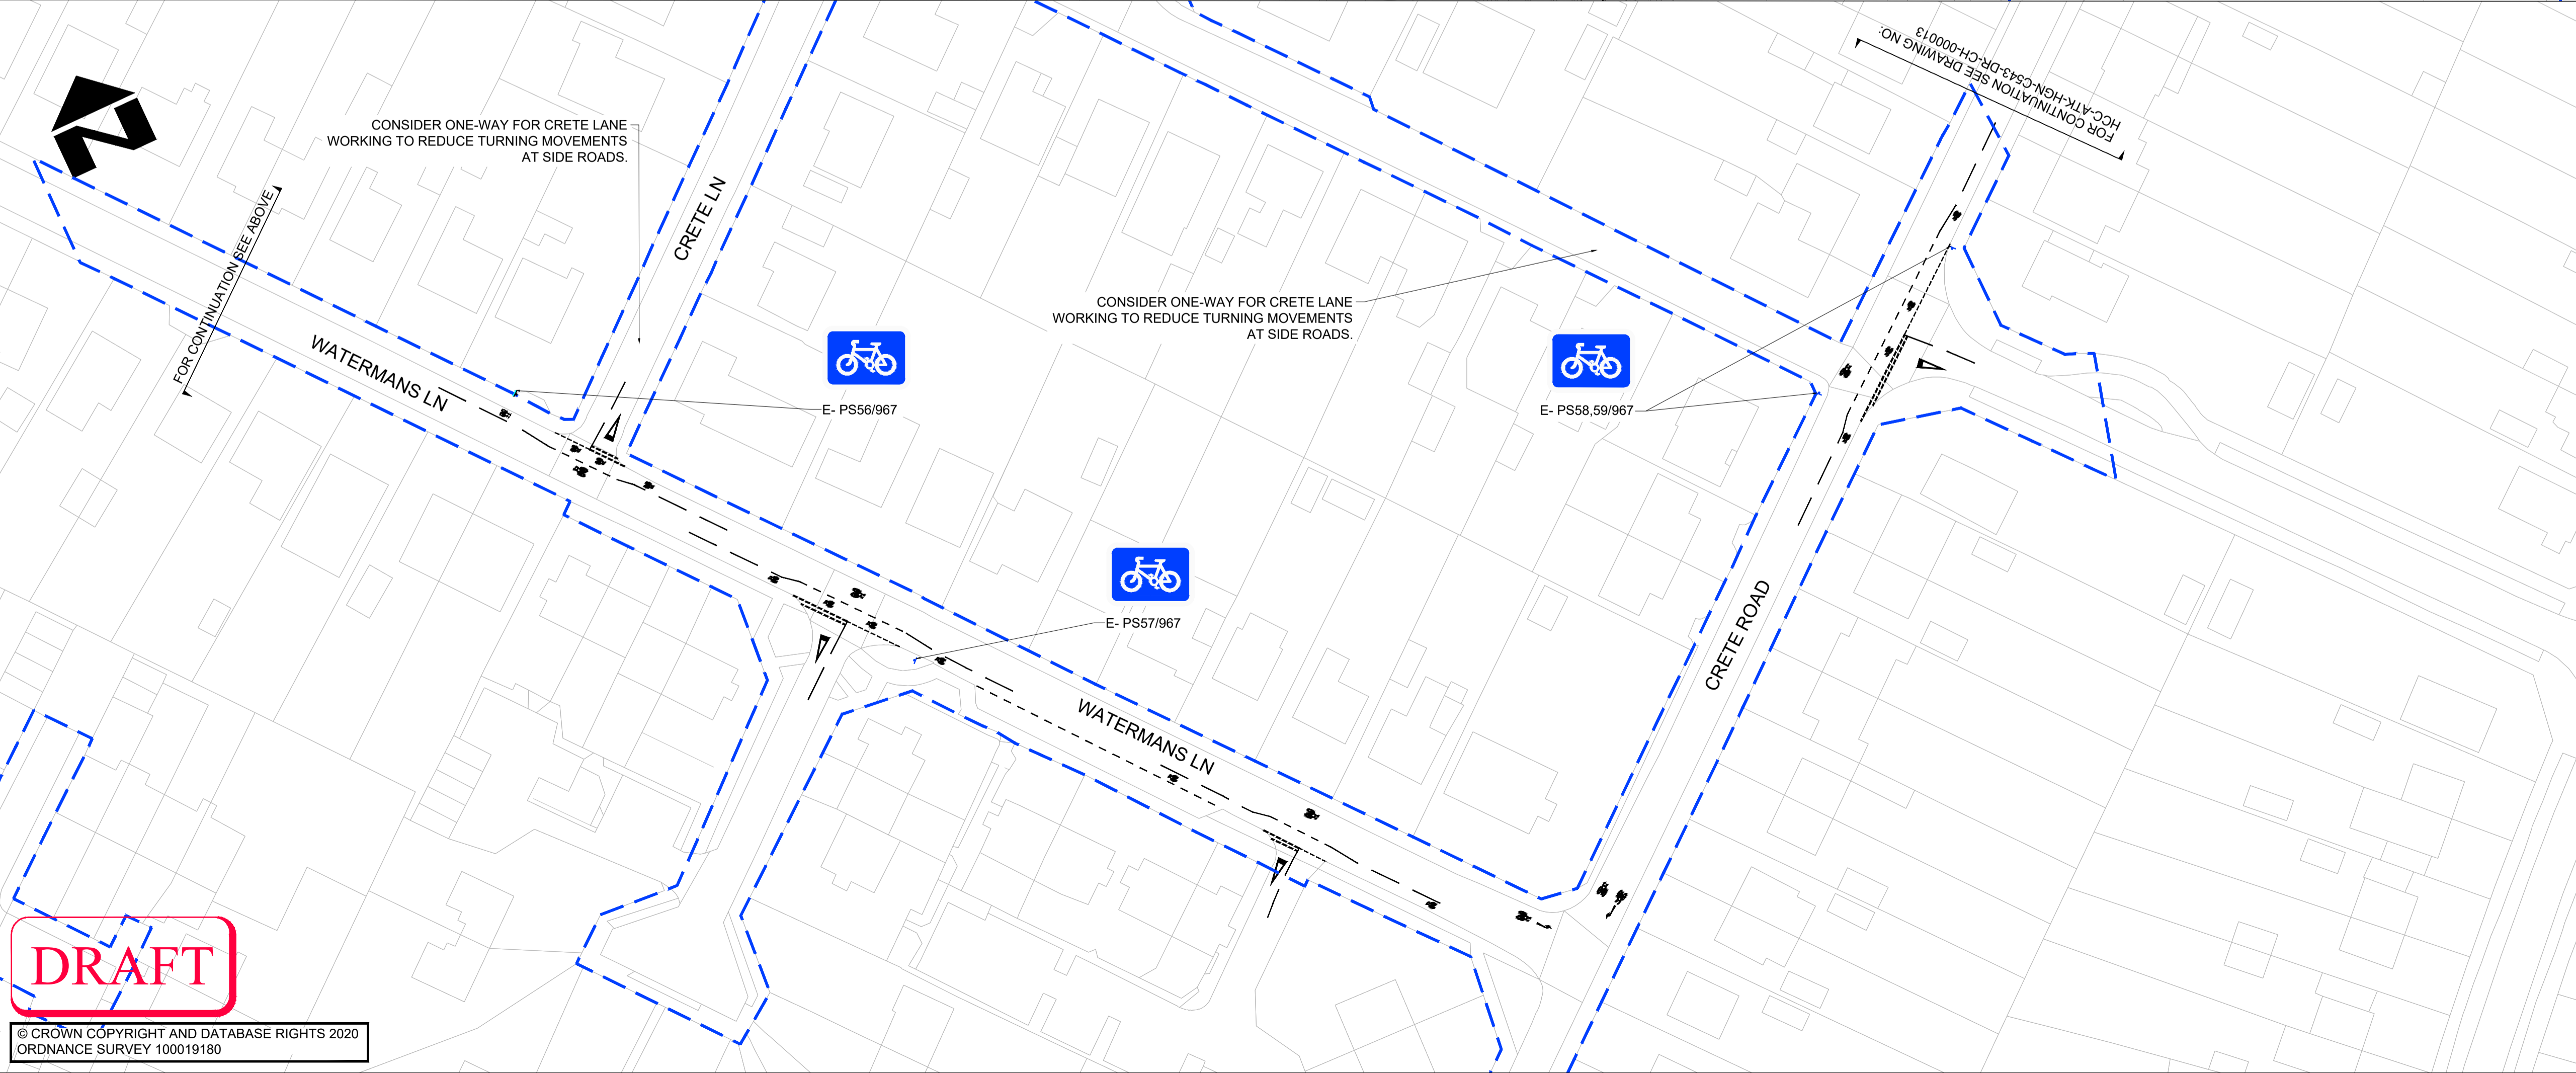 FOR CONTINUATION SEE DRAWING NO:
HCC-ATK-HGN-C543-DR-CH-000013
CONSIDER ONE-WAY FOR CRETE LANE
WORKING TO REDUCE TURNING MOVEMENTS
AT SIDE ROADS.
CRETE LN
FOR CONTINUATION SEE ABOVE
CONSIDER ONE-WAY FOR CRETE LANE
WORKING TO REDUCE TURNING MOVEMENTS
AT SIDE ROADS.
WATERMANS LN
E- PS56/967
E- PS58,59/967
E- PS57/967
CRETE ROAD
WATERMANS LN
DRAFT
© CROWN COPYRIGHT AND DATABASE RIGHTS 2020
ORDNANCE SURVEY 100019180